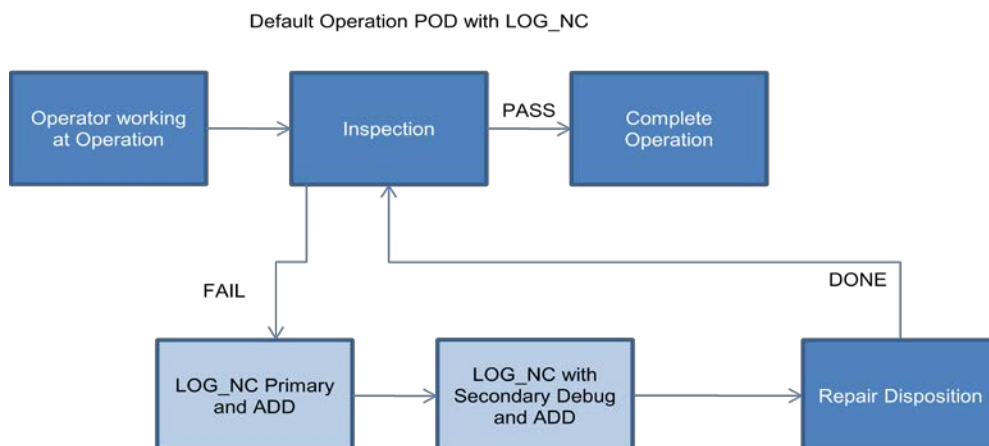 Default Operation POD with LOG_NC
Operator working
at Operation
Inspection
PASS
Complete
Operation
FAIL
DONE
LOG_NC Primary
and ADD
LOG_NC with
Secondary Debug
and ADD
Repair Disposition